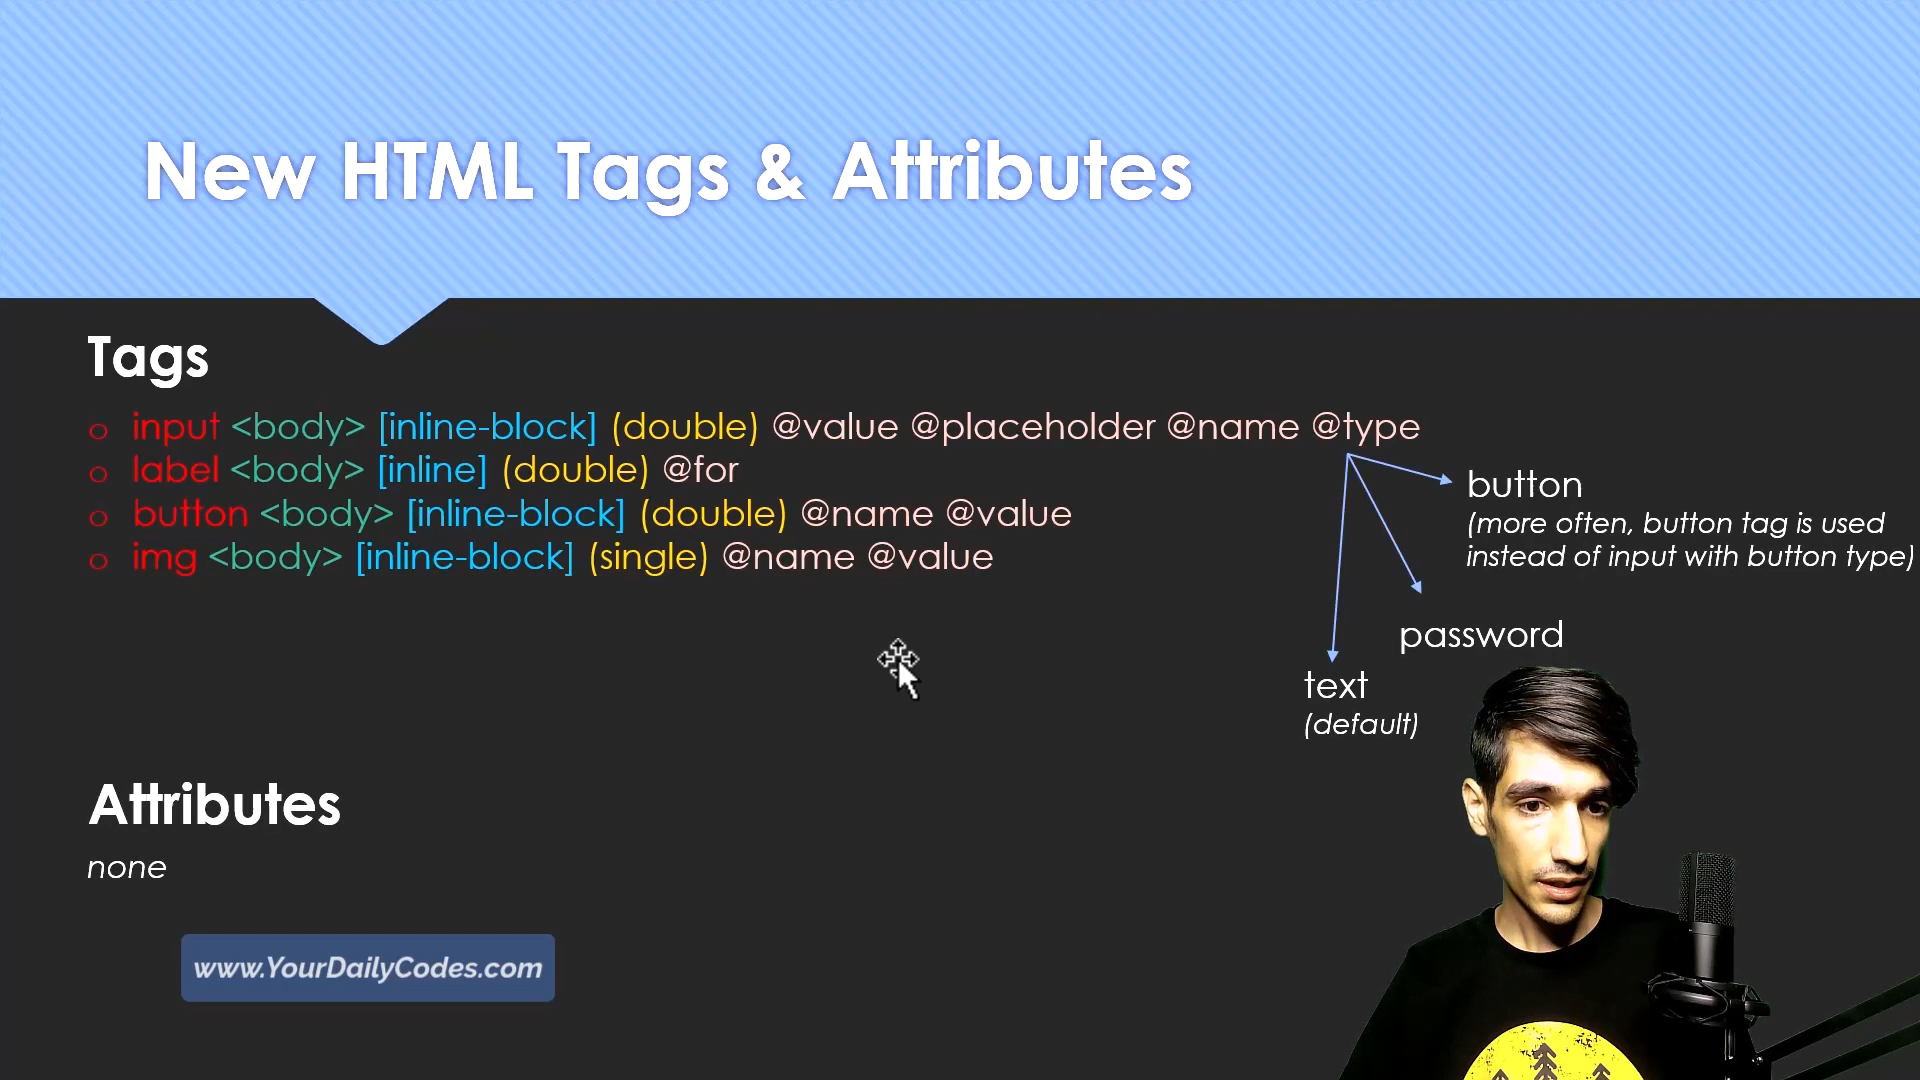 New HTML Tags & Attributes
Tags
o input <body> [inline-block] (double) @value @placeholder @name @type
o label <body> [inline] (double) @for
o button <body> [inline-block] (double) @name @value
o img <body> [inline-block] (single) @name @value
button
(more often, button tag is used
instead of input with button type)
password
text
(default)
Attributes
none
www.YourDailyCodes.com